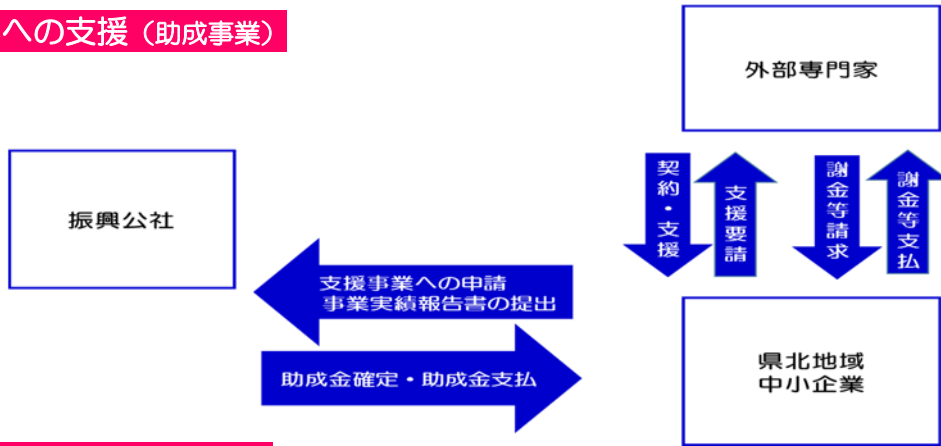 への支援（助成事業）
外部専門家
振興公社
契約・支援
支援要請
謝金等請求
謝金等支払
支援事業への申請
事業実績報告書の提出
助成金確定・助成金支払
県北地域
中小企業